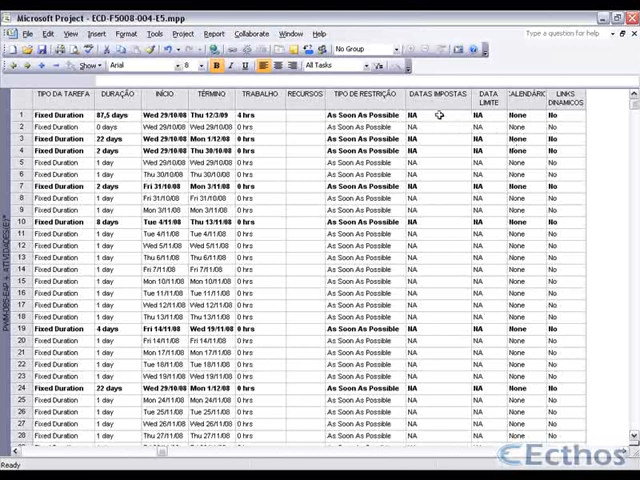 Microsoft Project - ECD-F5008-004-E5.mpp
File Edit View Insert Format Tools Project Report Collaborate Window Help Type a question for help
No Group
Arial 8 B I U All Tasks
TIPO DA TAREFA DURAÇÃO INÍCIO TÉRMINO TRABALHO RECURSOS TIPO DE RESTRIÇÃO DATAS IMPOSTAS DATA LIMITE CALENDÁRIO LINKS DINAMICOS
1 Fixed Duration 87,5 days Wed 29/10/08 Thu 12/3/09 4 hrs As Soon As Possible NA NA None No
2 Fixed Duration 0 days Wed 29/10/08 Wed 29/10/08 0 hrs As Soon As Possible NA NA None No
3 Fixed Duration 22 days Wed 29/10/08 Mon 1/12/08 0 hrs As Soon As Possible NA NA None No
4 Fixed Duration 2 days Wed 29/10/08 Thu 30/10/08 0 hrs As Soon As Possible NA NA None No
5 Fixed Duration 1 day Wed 29/10/08 Wed 29/10/08 0 hrs As Soon As Possible NA NA None No
6 Fixed Duration 1 day Thu 30/10/08 Thu 30/10/08 0 hrs As Soon As Possible NA NA None No
7 Fixed Duration 2 days Fri 31/10/08 Mon 3/11/08 0 hrs As Soon As Possible NA NA None No
8 Fixed Duration 1 day Fri 31/10/08 Fri 31/10/08 0 hrs As Soon As Possible NA NA None No
9 Fixed Duration 1 day Mon 3/11/08 Mon 3/11/08 0 hrs As Soon As Possible NA NA None No
10 Fixed Duration 8 days Tue 4/11/08 Thu 13/11/08 0 hrs As Soon As Possible NA NA None No
11 Fixed Duration 1 day Tue 4/11/08 Tue 4/11/08 0 hrs As Soon As Possible NA NA None No
12 Fixed Duration 1 day Wed 5/11/08 Wed 5/11/08 0 hrs As Soon As Possible NA NA None No
13 Fixed Duration 1 day Thu 6/11/08 Thu 6/11/08 0 hrs As Soon As Possible NA NA None No
14 Fixed Duration 1 day Fri 7/11/08 Fri 7/11/08 0 hrs As Soon As Possible NA NA None No
15 Fixed Duration 1 day Mon 10/11/08 Mon 10/11/08 0 hrs As Soon As Possible NA NA None No
16 Fixed Duration 1 day Tue 11/11/08 Tue 11/11/08 0 hrs As Soon As Possible NA NA None No
17 Fixed Duration 1 day Wed 12/11/08 Wed 12/11/08 0 hrs As Soon As Possible NA NA None No
18 Fixed Duration 1 day Thu 13/11/08 Thu 13/11/08 0 hrs As Soon As Possible NA NA None No
19 Fixed Duration 4 days Fri 14/11/08 Wed 19/11/08 0 hrs As Soon As Possible NA NA None No
20 Fixed Duration 1 day Fri 14/11/08 Fri 14/11/08 0 hrs As Soon As Possible NA NA None No
21 Fixed Duration 1 day Mon 17/11/08 Mon 17/11/08 0 hrs As Soon As Possible NA NA None No
22 Fixed Duration 1 day Tue 18/11/08 Tue 18/11/08 0 hrs As Soon As Possible NA NA None No
23 Fixed Duration 1 day Wed 19/11/08 Wed 19/11/08 0 hrs As Soon As Possible NA NA None No
24 Fixed Duration 22 days Wed 29/10/08 Mon 1/12/08 0 hrs As Soon As Possible NA NA None No
25 Fixed Duration 1 day Mon 24/11/08 Mon 24/11/08 0 hrs As Soon As Possible NA NA None No
26 Fixed Duration 1 day Tue 25/11/08 Tue 25/11/08 0 hrs As Soon As Possible NA NA None No
27 Fixed Duration 1 day Wed 26/11/08 Wed 26/11/08 0 hrs As Soon As Possible NA NA None No
28 Fixed Duration 1 day Thu 27/11/08 Thu 27/11/08 0 hrs As Soon As Possible NA NA None No
Ready
Ecthos